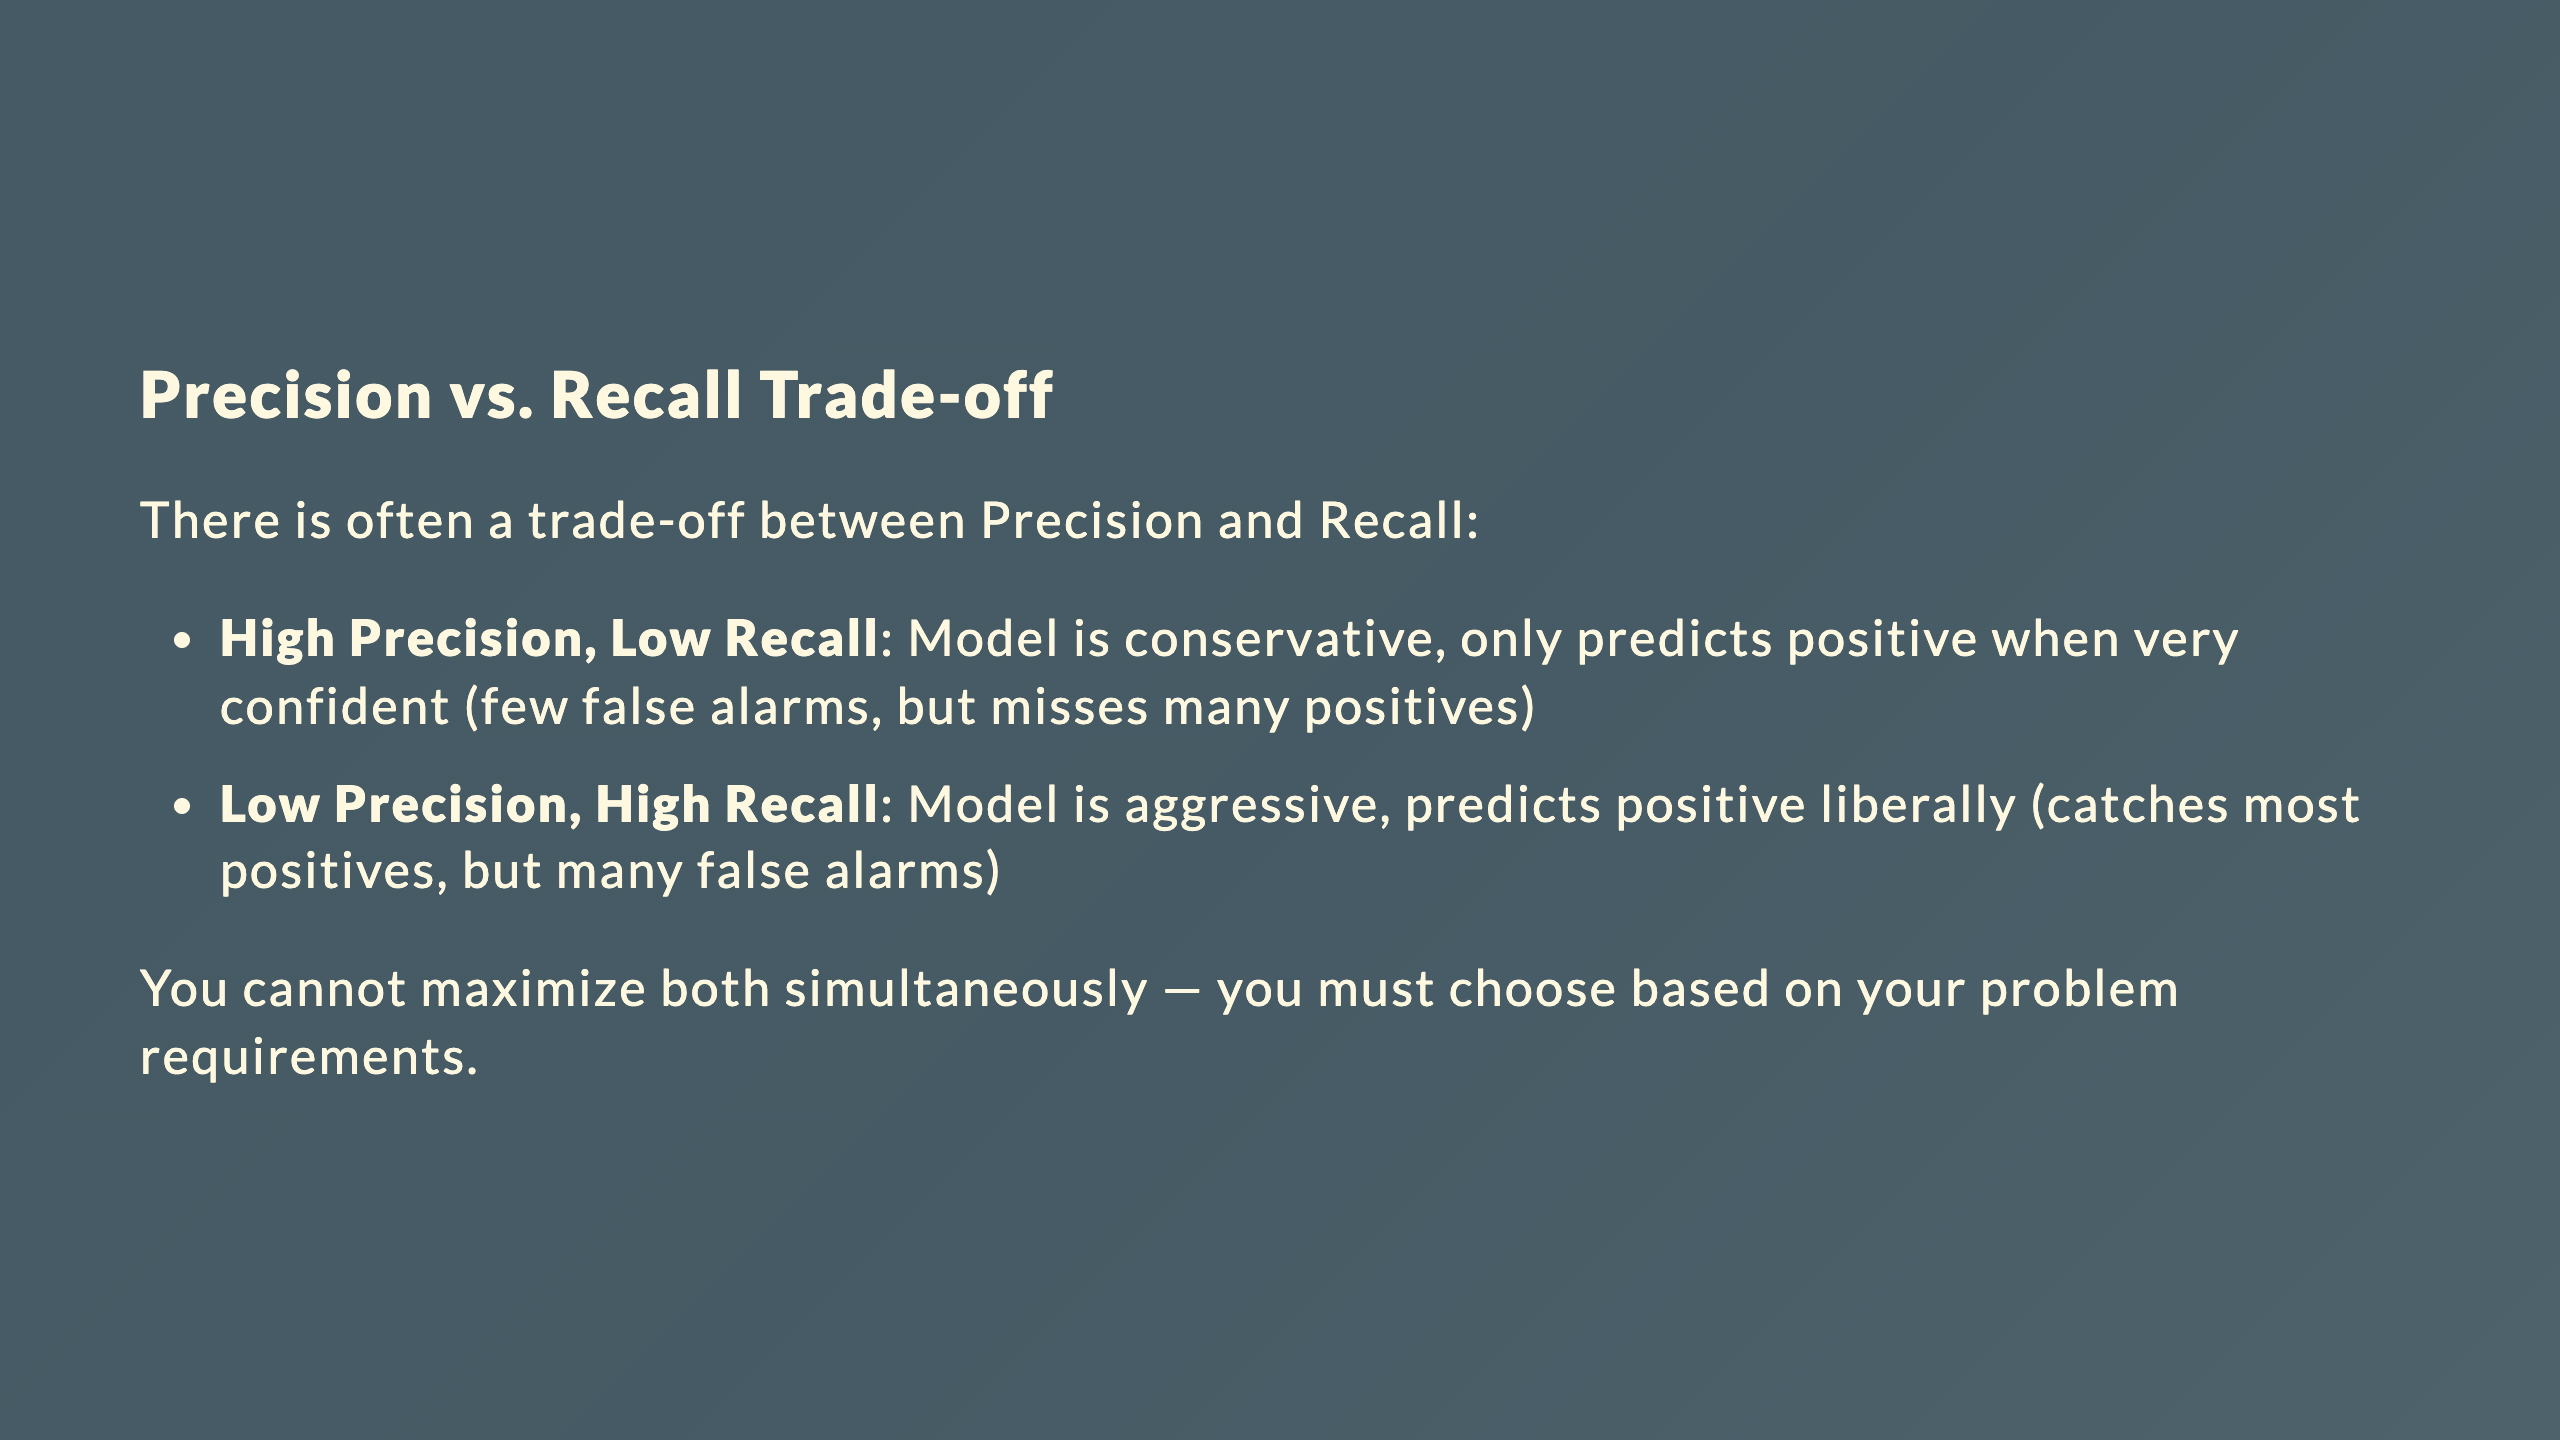 Precision vs. Recall Trade-off
There is often a trade-off between Precision and Recall:
• High Precision, Low Recall: Model is conservative, only predicts positive when very
confident (few false alarms, but misses many positives)
• Low Precision, High Recall: Model is aggressive, predicts positive liberally (catches most
positives, but many false alarms)
You cannot maximize both simultaneously — you must choose based on your problem
requirements.